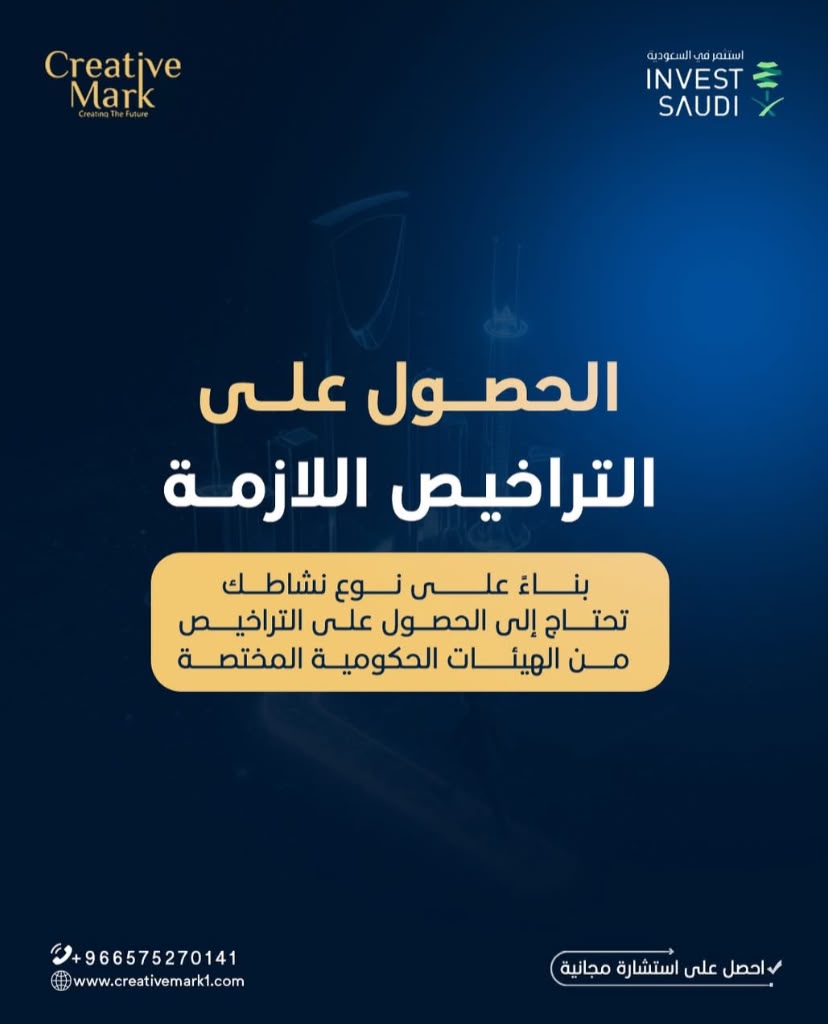 Creative
Mark
Creating The Future
استثمر في السعودية
INVEST
SAUDI
الحصول على
التراخيص اللازمة
بناءً على نوع نشاطك
تحتاج إلى الحصول على التراخيص
من الهيئات الحكومية المختصة
+966575270141
www.creativemark1.com
احصل على استشارة مجانية